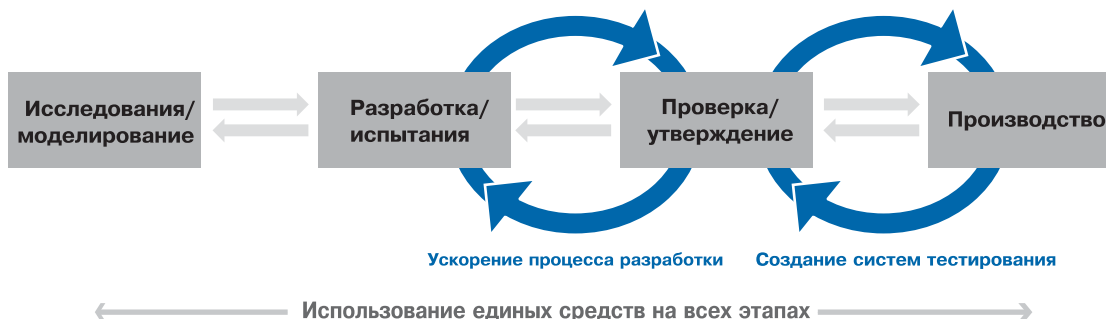 Исследования/
моделирование
Разработка/
испытания
Проверка/
утверждение
Производство
Ускорение процесса разработки
Создание систем тестирования
Использование единых средств на всех этапах